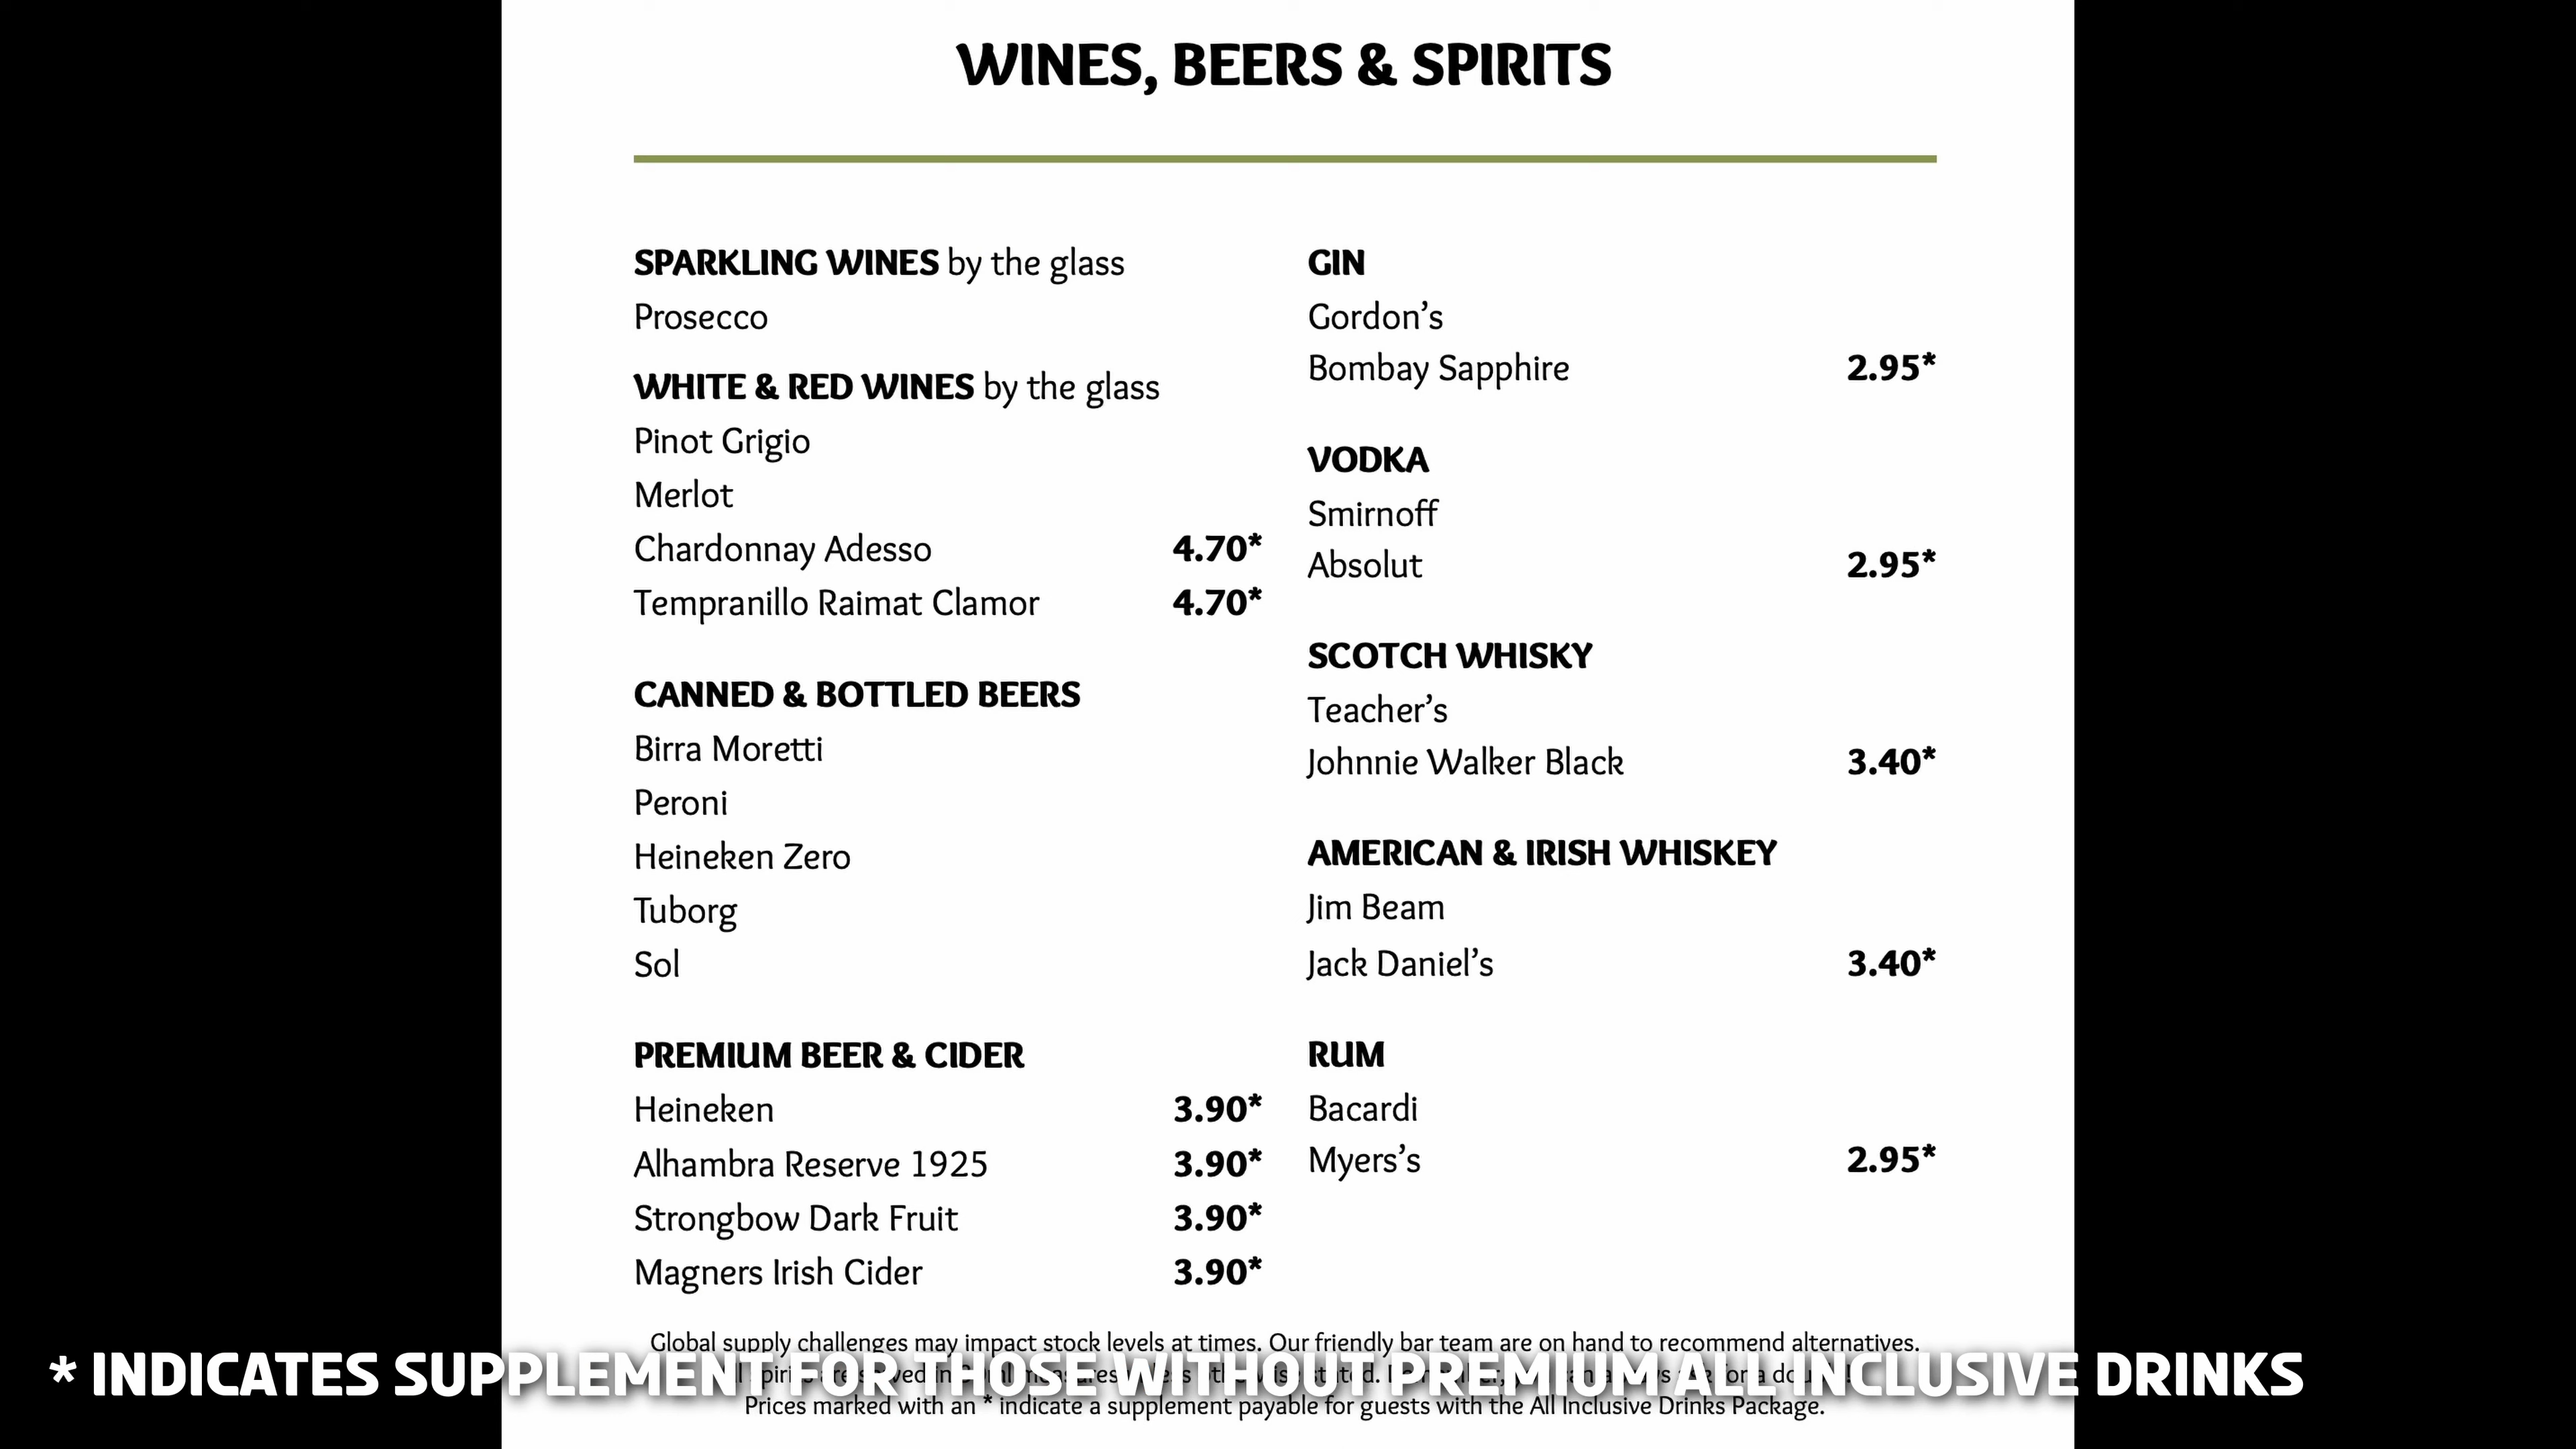 WINES, BEERS & SPIRITS
SPARKLING WINES by the glass
Prosecco
WHITE & RED WINES by the glass
Pinot Grigio
Merlot
Chardonnay Adesso 4.70*
Tempranillo Raimat Clamor 4.70*
CANNED & BOTTLED BEERS
Birra Moretti
Peroni
Heineken Zero
Tuborg
Sol
PREMIUM BEER & CIDER
Heineken 3.90*
Alhambra Reserve 1925 3.90*
Strongbow Dark Fruit 3.90*
Magners Irish Cider 3.90*
GIN
Gordon’s
Bombay Sapphire 2.95*
VODKA
Smirnoff
Absolut 2.95*
SCOTCH WHISKY
Teacher’s
Johnnie Walker Black 3.40*
AMERICAN & IRISH WHISKEY
Jim Beam
Jack Daniel’s 3.40*
RUM
Bacardi
Myers’s 2.95*
Global supply challenges may impact stock levels at times. Our friendly bar team are on hand to recommend alternatives.
* INDICATES SUPPLEMENT FOR THOSE WITHOUT PREMIUM ALL INCLUSIVE DRINKS
Prices marked with an * indicate a supplement payable for guests with the All Inclusive Drinks Package.